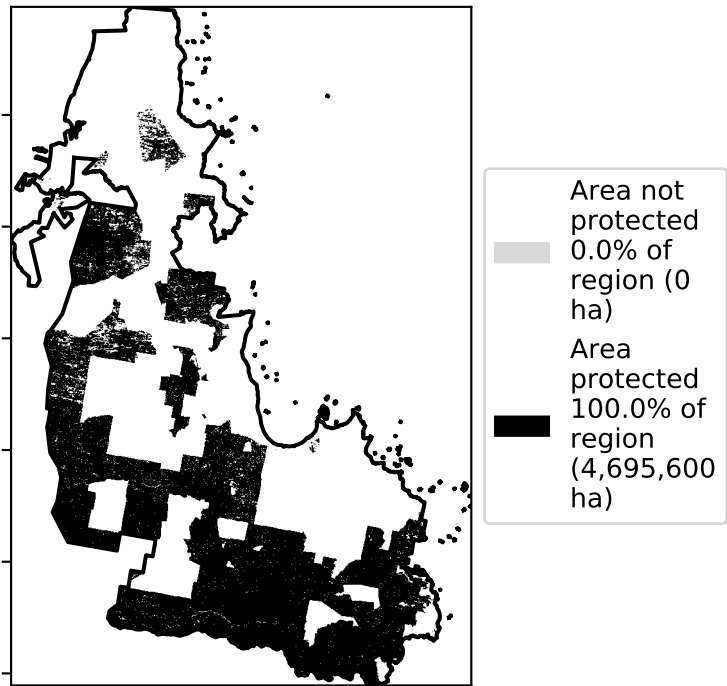 Area not
protected
0.0% of
region (0
ha)
Area
protected
100.0% of
region
(4,695,600
ha)